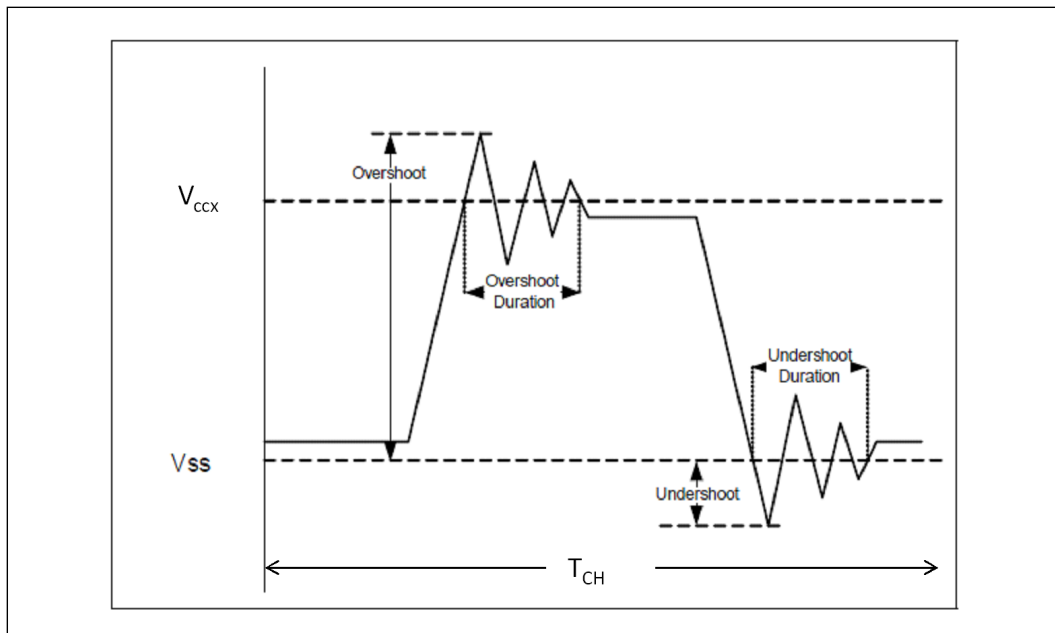 Overshoot
Vccx
Overshoot
Duration
Undershoot
Duration
Vss
Undershoot
TCH